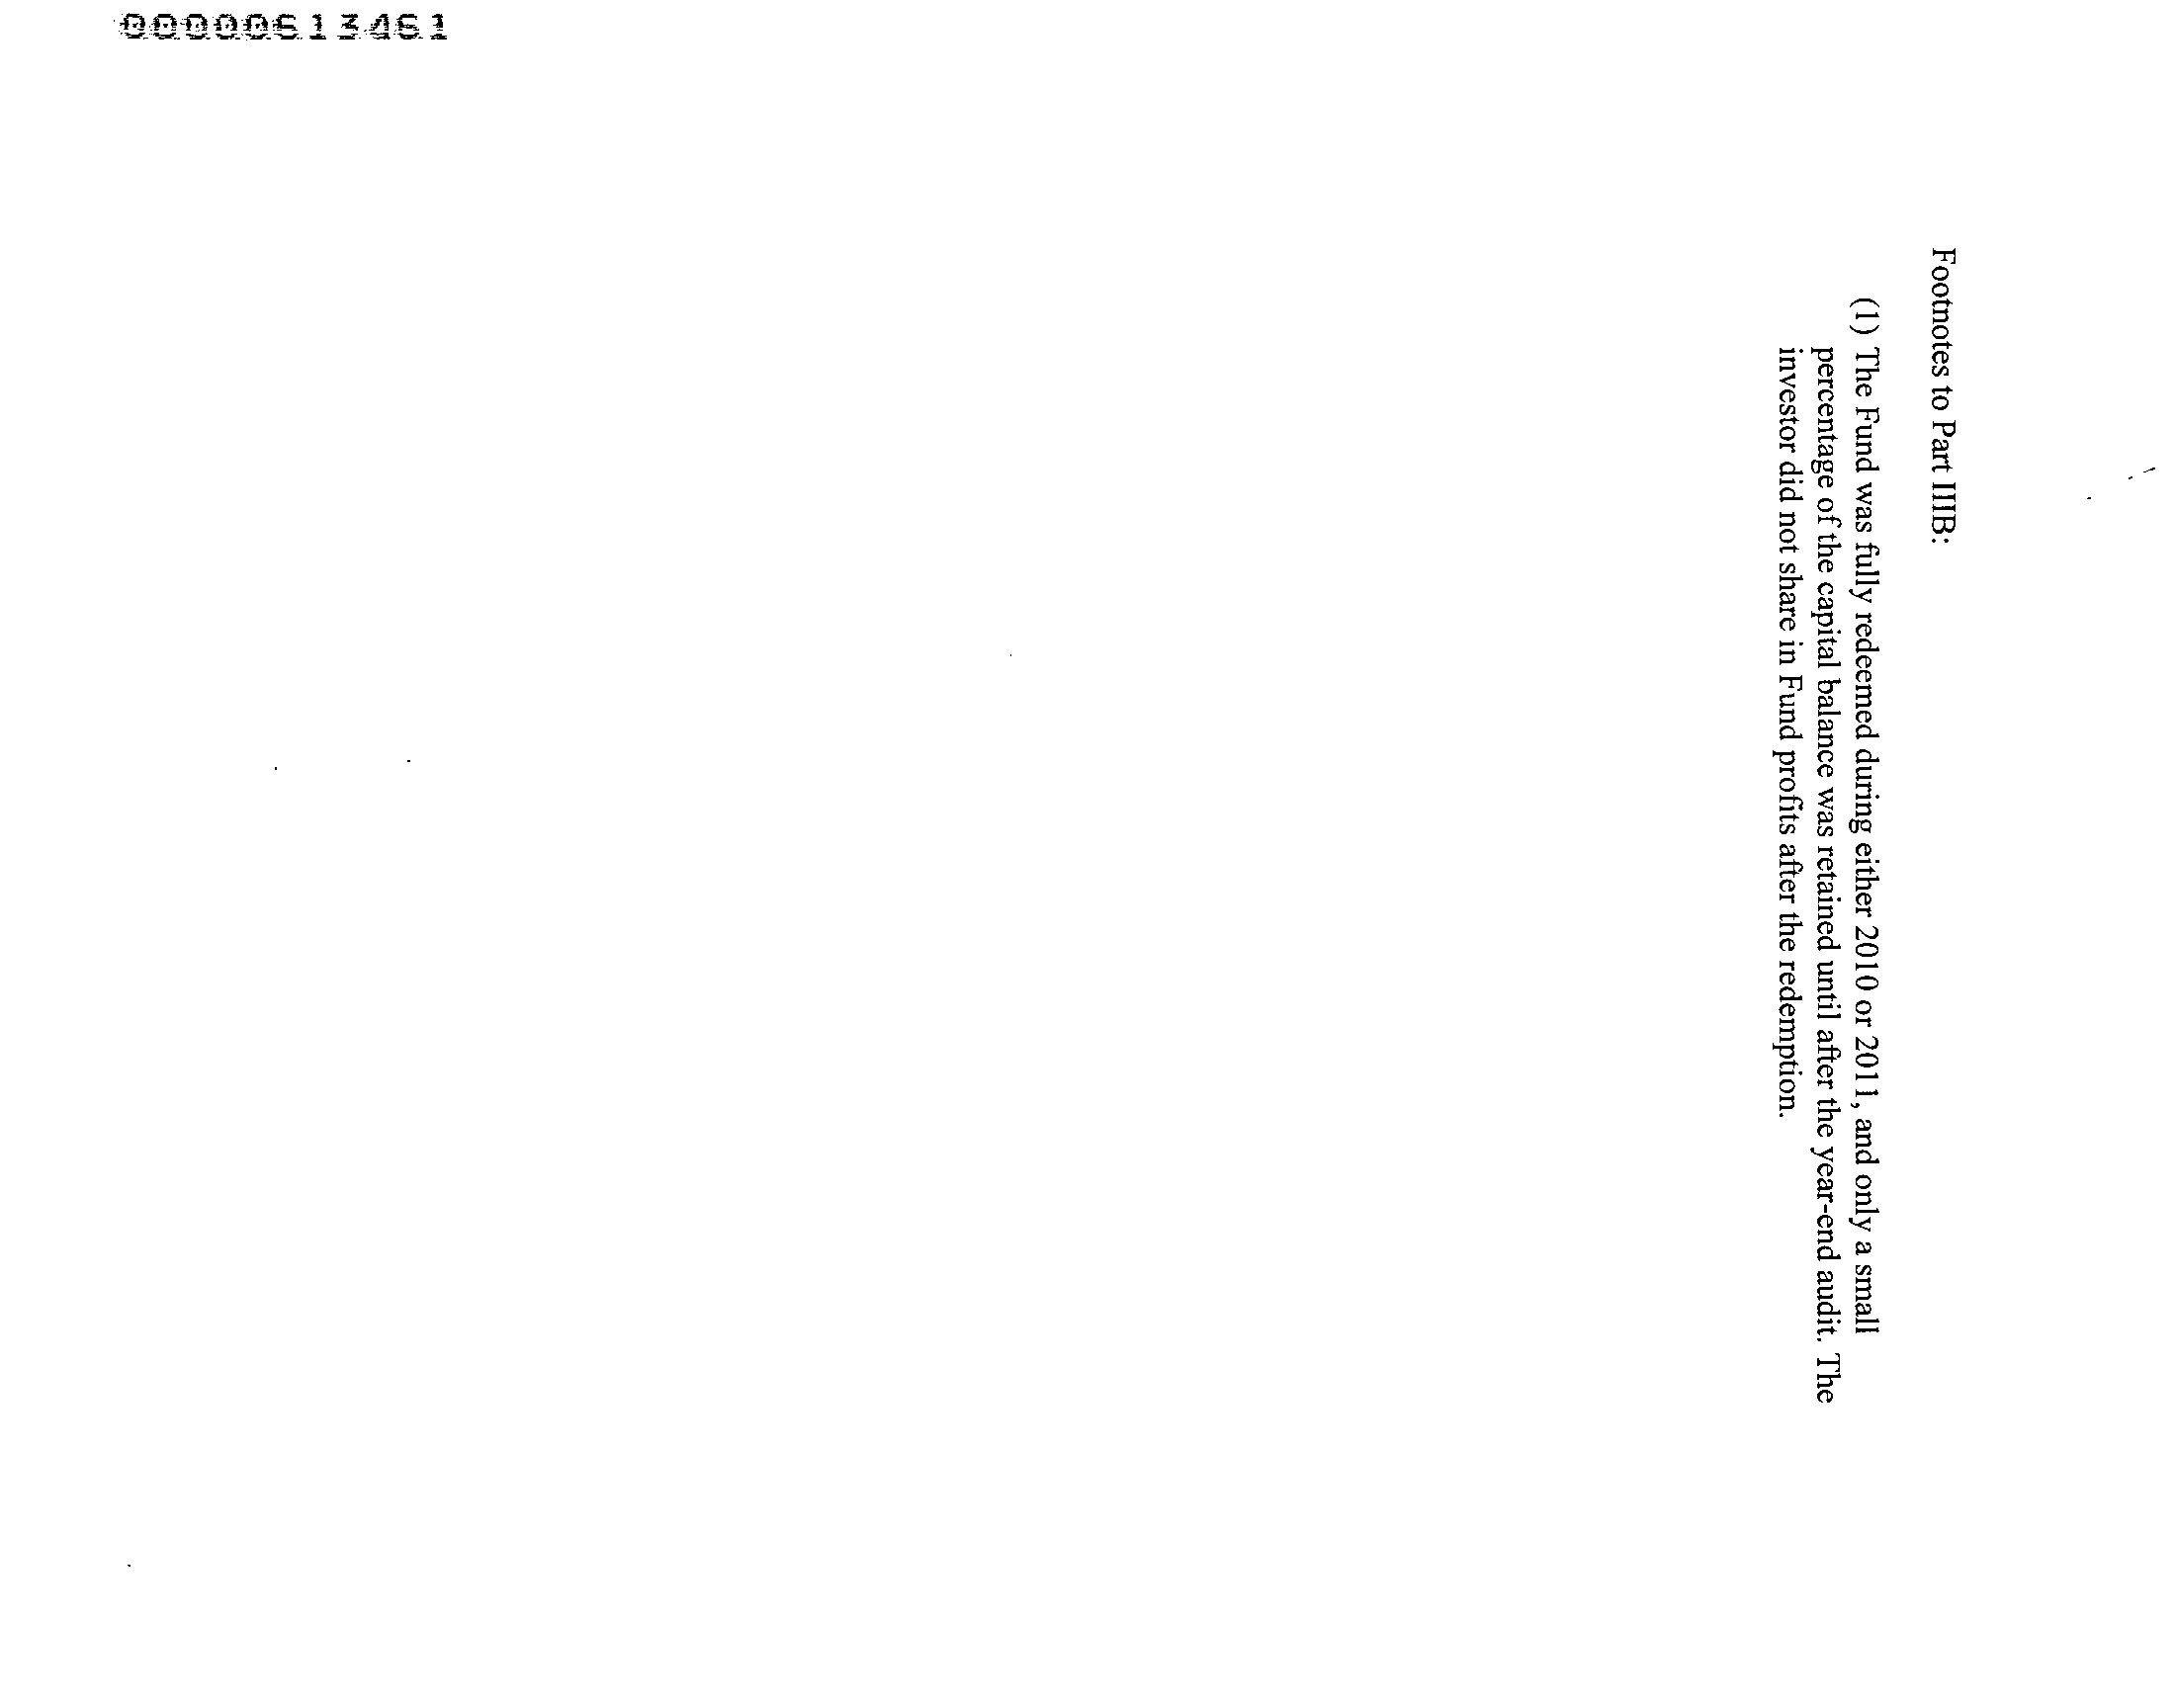 00000613461
Footnotes to Part IIIB:
(1) The Fund was fully redeemed during either 2010 or 2011, and only a small
percentage of the capital balance was retained until after the year-end audit. The
investor did not share in Fund profits after the redemption.